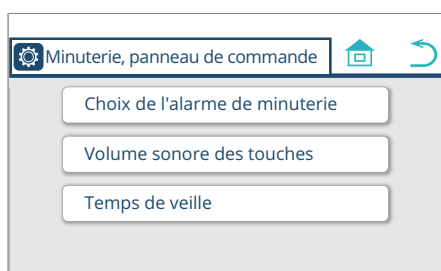 Minuterie, panneau de commande
Choix de l'alarme de minuterie
Volume sonore des touches
Temps de veille